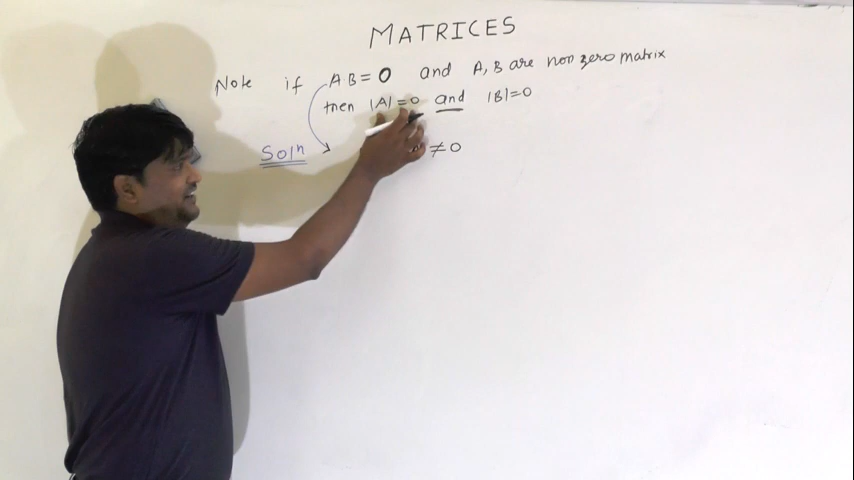 MATRICES
Note if AB = 0 and A, B are non zero matrix
then |A| = 0 and |B| = 0
Solⁿ ≠ 0